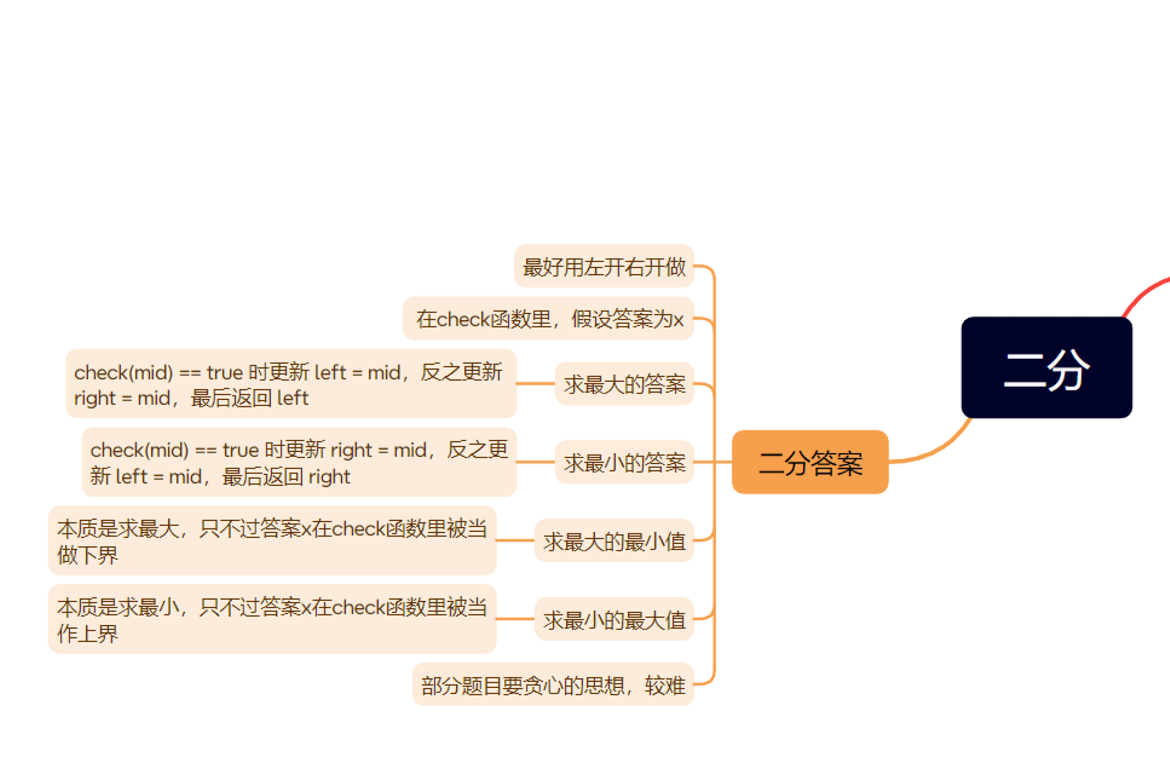 最好用左开右开做
在check函数里，假设答案为x
check(mid) == true 时更新 left = mid，反之更新
right = mid，最后返回 left
求最大的答案
check(mid) == true 时更新 right = mid，反之更
新 left = mid，最后返回 right
求最小的答案
本质是求最大，只不过答案x在check函数里被当
做下界
求最大的最小值
本质是求最小，只不过答案x在check函数里被当
作上界
求最小的最大值
部分题目要贪心的思想，较难
二分答案
二分